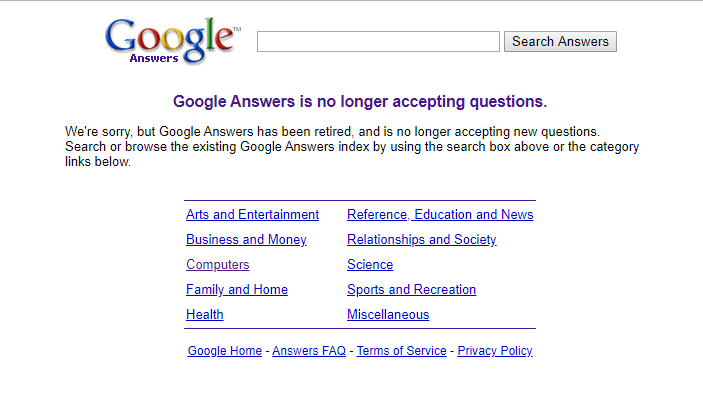 Google™
Answers
Search Answers
Google Answers is no longer accepting questions.
We're sorry, but Google Answers has been retired, and is no longer accepting new questions.
Search or browse the existing Google Answers index by using the search box above or the category
links below.
Arts and Entertainment Reference, Education and News
Business and Money Relationships and Society
Computers Science
Family and Home Sports and Recreation
Health Miscellaneous
Google Home - Answers FAQ - Terms of Service - Privacy Policy